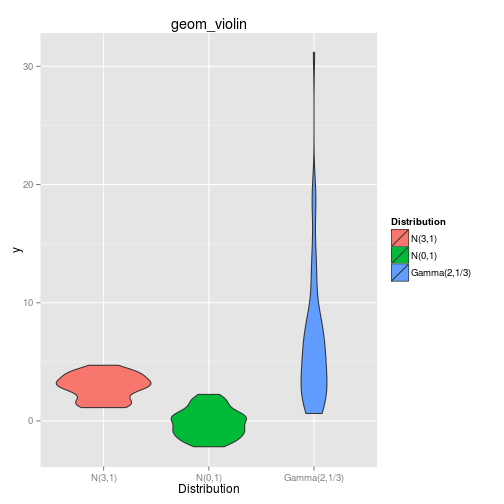 geom_violin
30
20
10
0
y
N(3,1)
N(0,1)
Gamma(2,1/3)
Distribution
Distribution
N(3,1)
N(0,1)
Gamma(2,1/3)